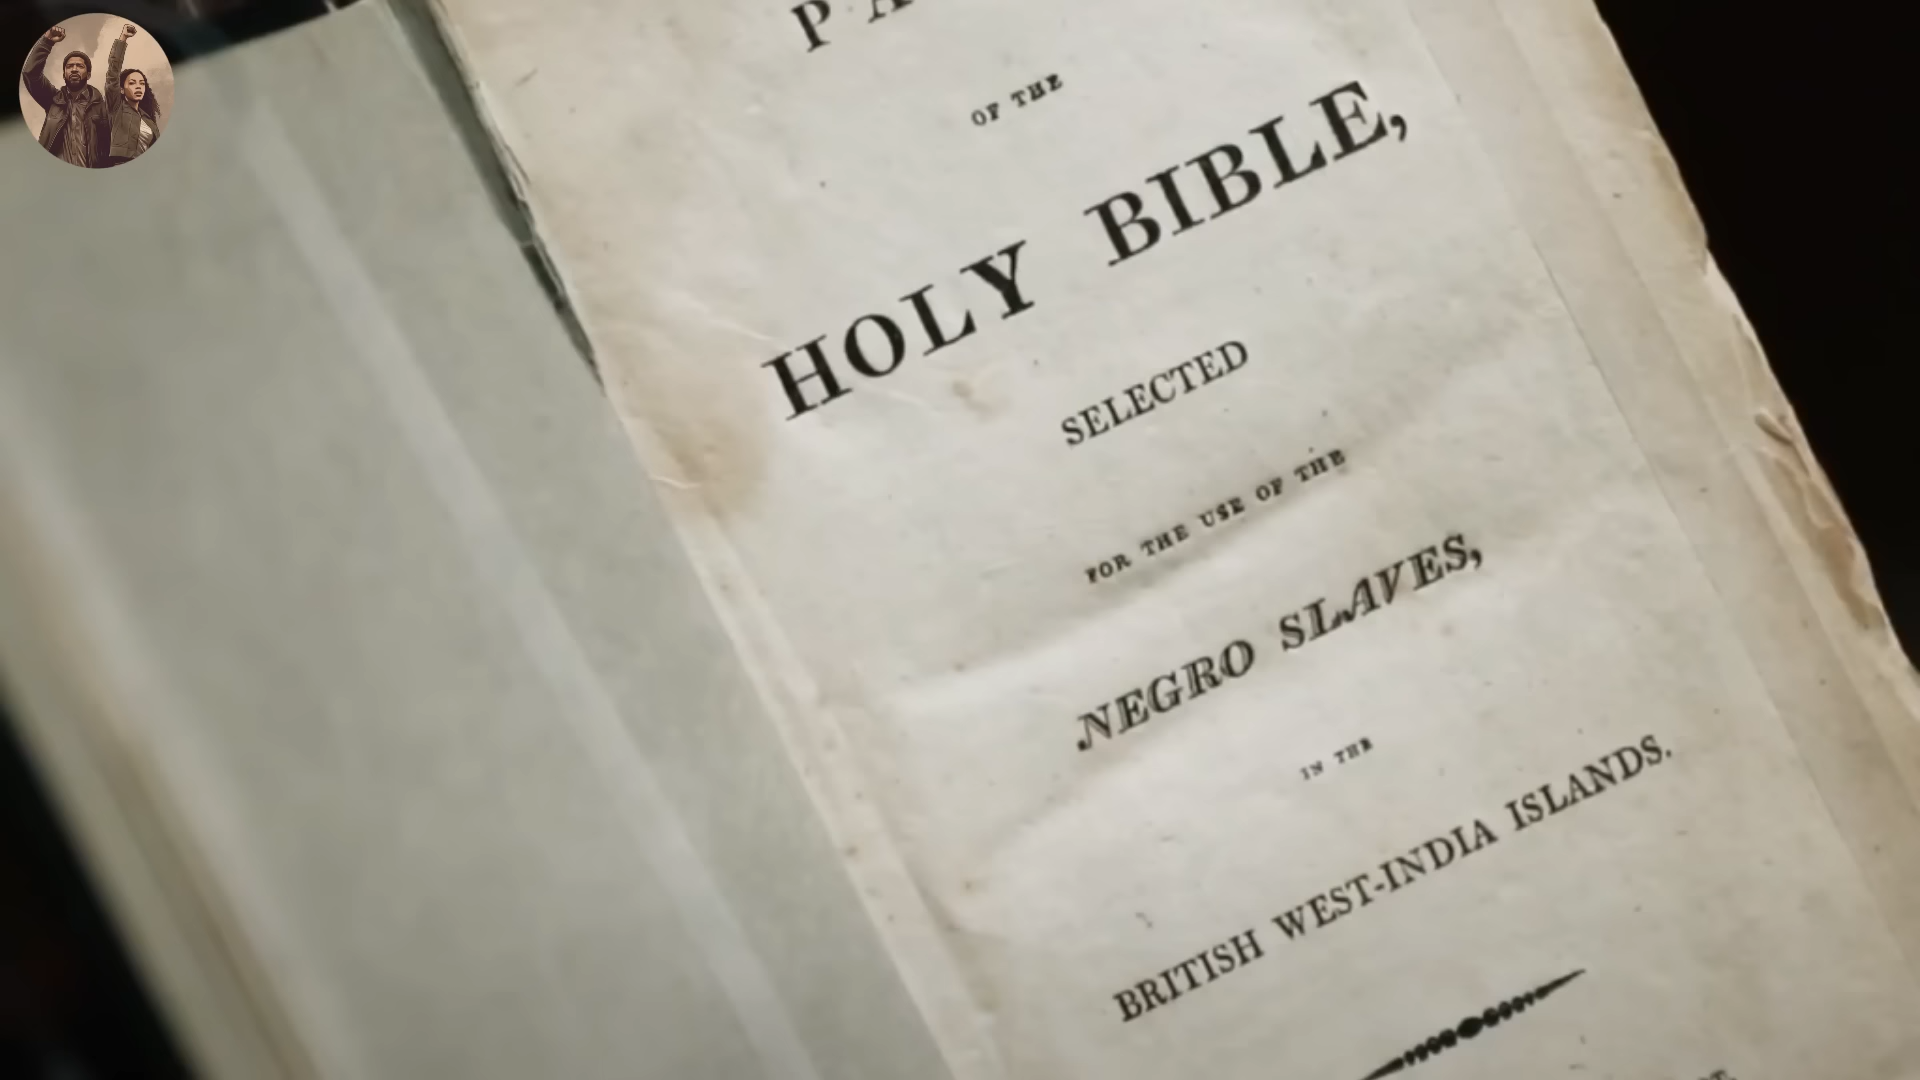 OF THE
HOLY BIBLE,
SELECTED
FOR THE USE OF THE
NEGRO SLAVES,
IN THE
BRITISH WEST-INDIA ISLANDS.